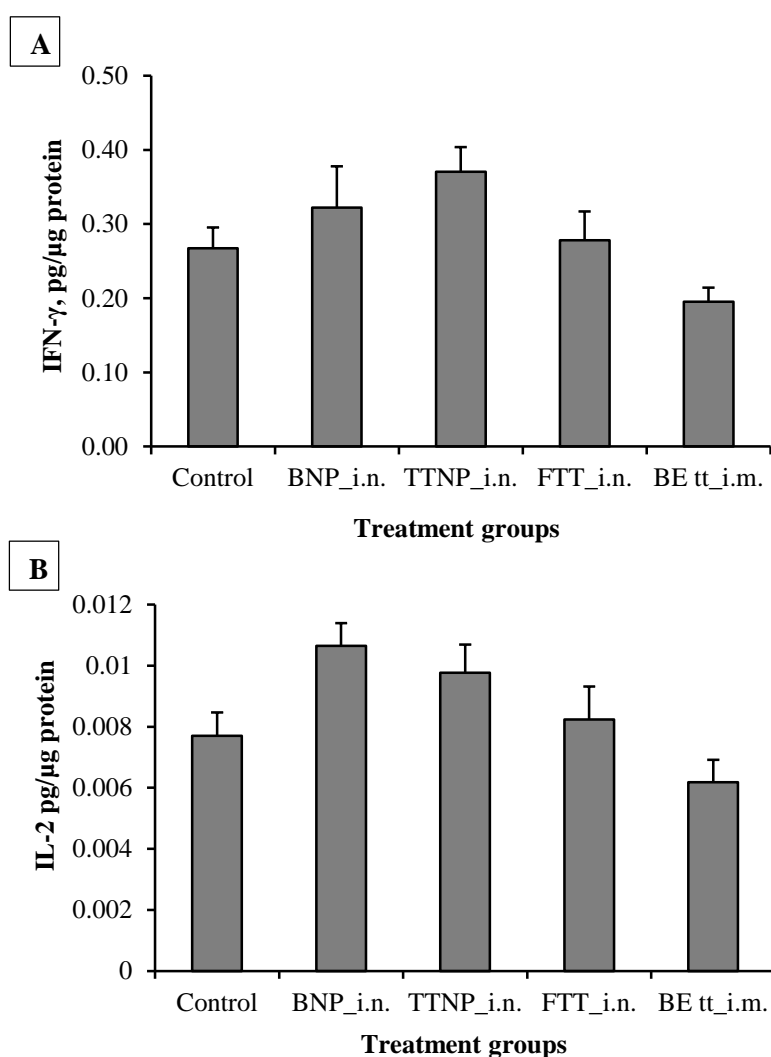 A
0.50
0.40
0.30
0.20
0.10
0.00
IFN-γ, pg/µg protein
Control BNP_i.n. TTNP_i.n. FTT_i.n. BE tt_i.m.
Treatment groups
B
0.012
0.01
0.008
0.006
0.004
0.002
0
IL-2 pg/µg protein
Control BNP_i.n. TTNP_i.n. FTT_i.n. BE tt_i.m.
Treatment groups